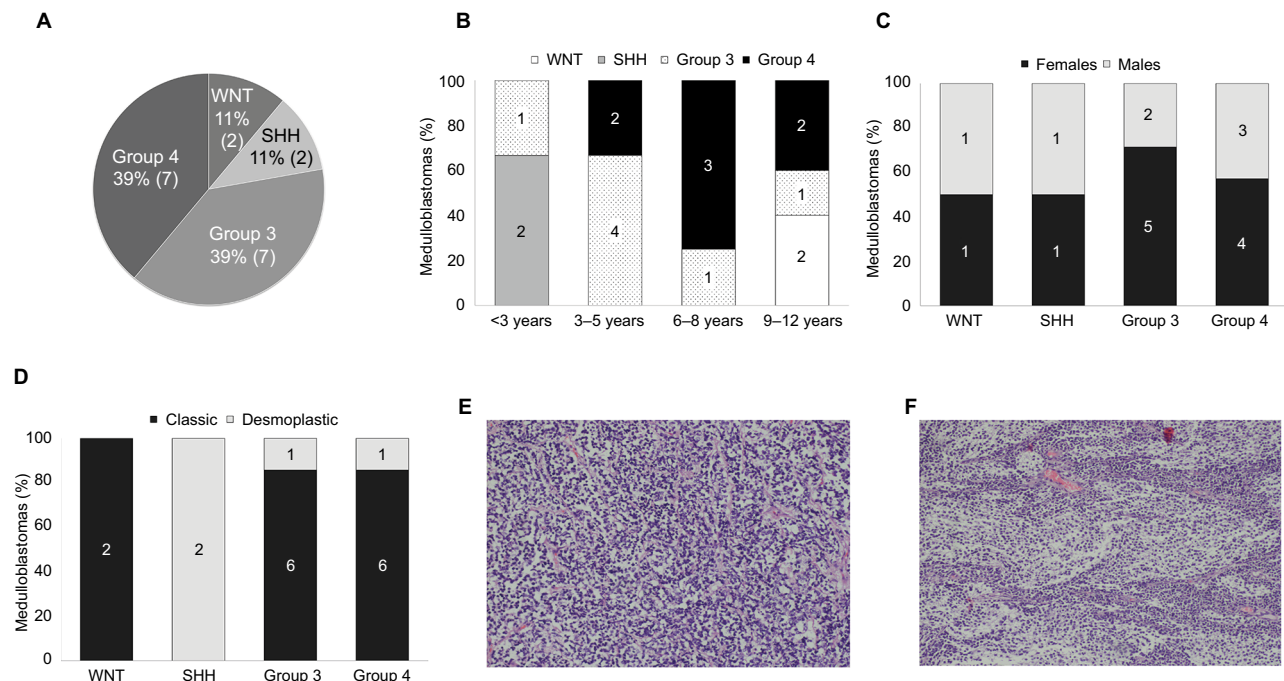 A
WNT
11%
(2)
SHH
11% (2)
Group 4
39% (7)
Group 3
39% (7)
B
WNT SHH Group 3 Group 4
Medulloblastomas (%)
100
80
60
40
20
0
1
2
2
4
3
1
2
1
2
<3 years 3–5 years 6–8 years 9–12 years
C
Females Males
Medulloblastomas (%)
100
80
60
40
20
0
1
1
1
1
2
5
3
4
WNT SHH Group 3 Group 4
D
Classic Desmoplastic
Medulloblastomas (%)
100
80
60
40
20
0
2
2
1
6
1
6
WNT SHH Group 3 Group 4
E
F